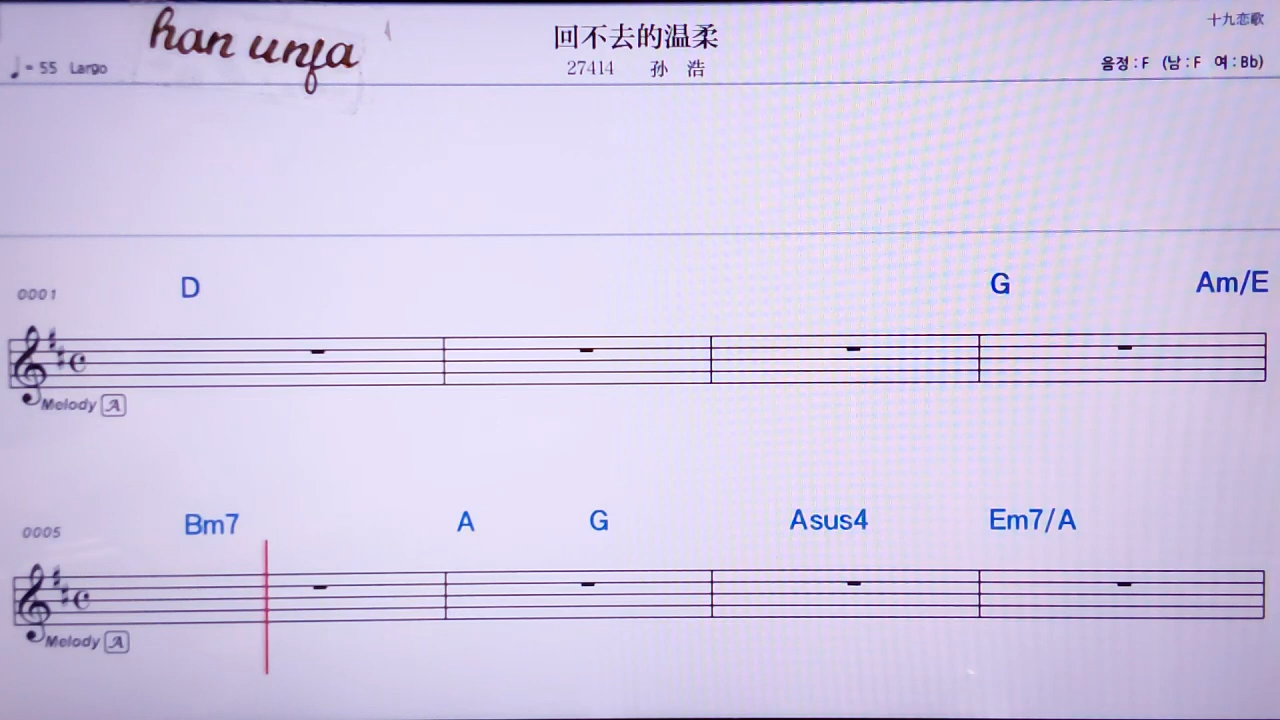 han unfa
回不去的温柔
十九恋歌
♩= 55 Largo
27414 孙 浩
음정 : F (남 : F 여 : Bb)
0001 D G Am/E
Melody A
0005 Bm7 A G Asus4 Em7/A
Melody A